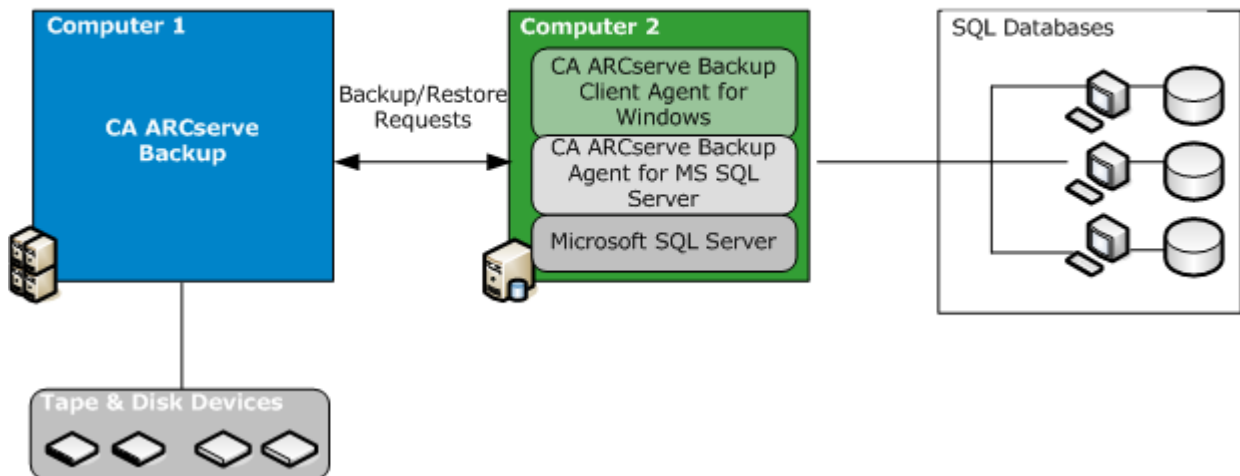 Computer 1
CA ARCserve
Backup
Backup/Restore
Requests
Computer 2
CA ARCserve Backup
Client Agent for
Windows
CA ARCserve Backup
Agent for MS SQL
Server
Microsoft SQL Server
SQL Databases
Tape & Disk Devices